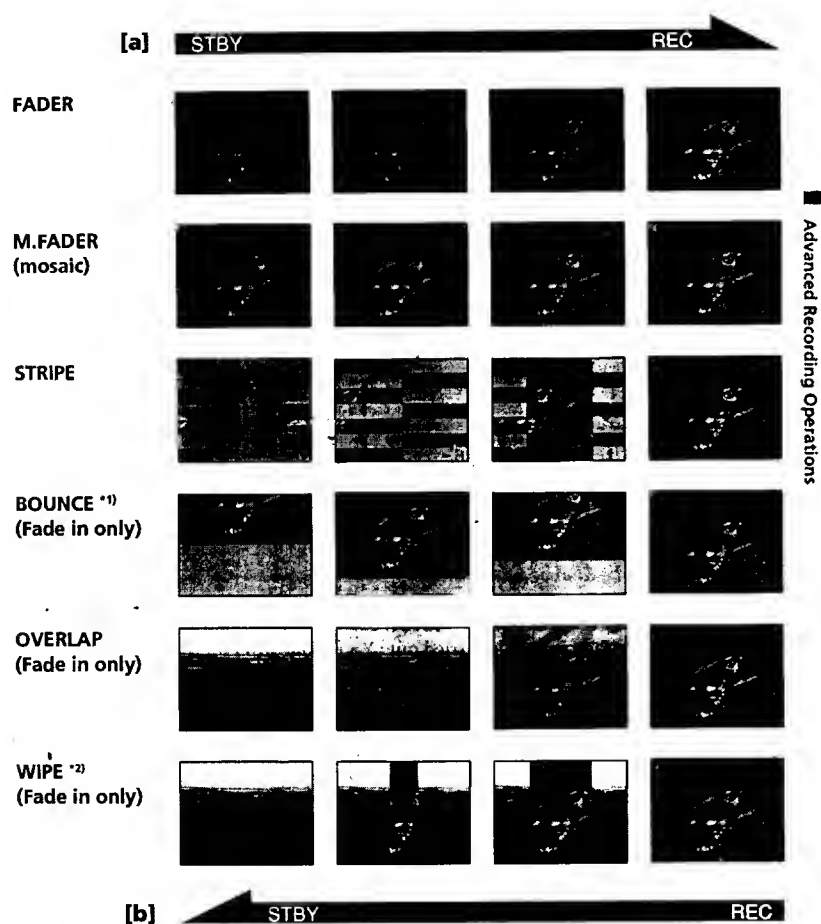 [a] STBY REC
FADER
M.FADER
(mosaic)
STRIPE
BOUNCE *1)
(Fade in only)
OVERLAP
(Fade in only)
WIPE *2)
(Fade in only)
[b] STBY REC
Advanced Recording Operations